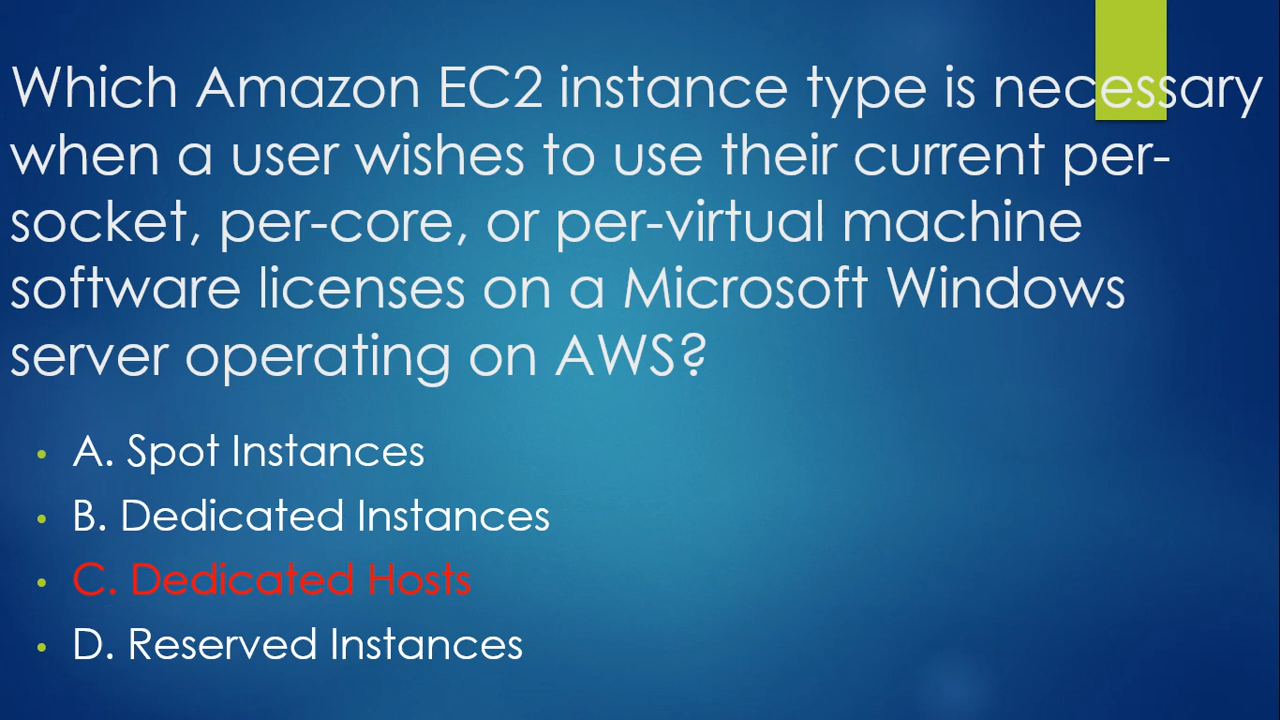 Which Amazon EC2 instance type is necessary
when a user wishes to use their current per-
socket, per-core, or per-virtual machine
software licenses on a Microsoft Windows
server operating on AWS?
• A. Spot Instances
• B. Dedicated Instances
• C. Dedicated Hosts
• D. Reserved Instances